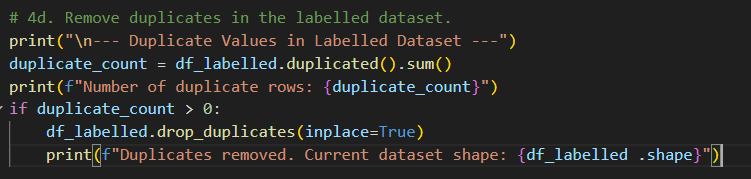 # 4d. Remove duplicates in the labelled dataset.
print("\n--- Duplicate Values in Labelled Dataset ---")
duplicate_count = df_labelled.duplicated().sum()
print(f"Number of duplicate rows: {duplicate_count}")
if duplicate_count > 0:
    df_labelled.drop_duplicates(inplace=True)
    print(f"Duplicates removed. Current dataset shape: {df_labelled .shape}")